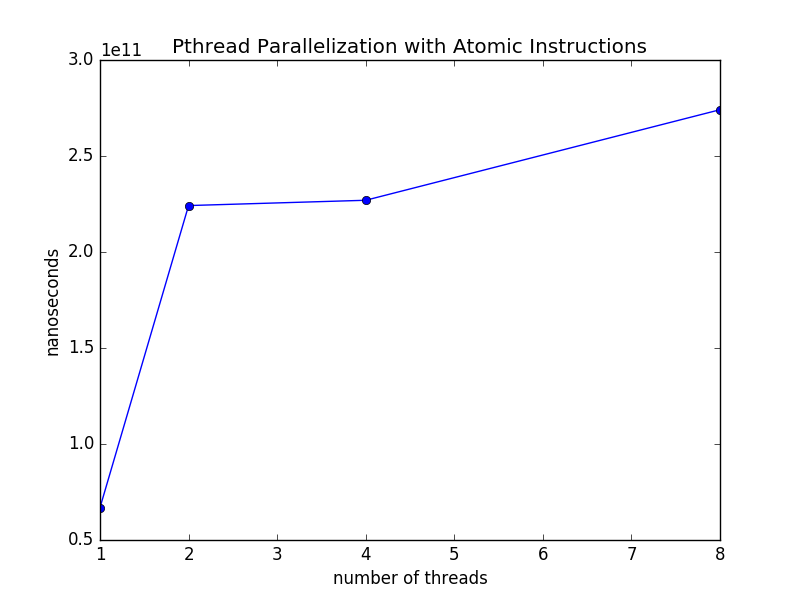 Pthread Parallelization with Atomic Instructions
1e11
3.0
2.5
2.0
1.5
1.0
0.5
nanoseconds
1 2 3 4 5 6 7 8
number of threads